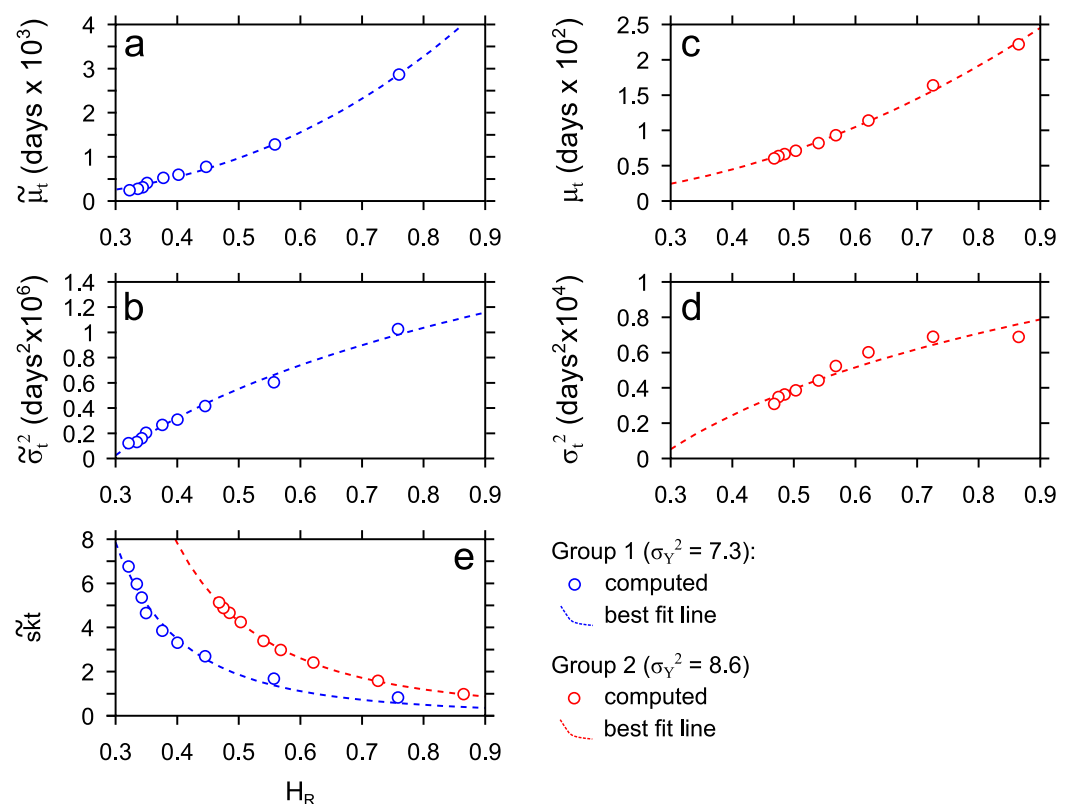 a
μ̃t (days x 10³)
4
3
2
1
0
0.3 0.4 0.5 0.6 0.7 0.8 0.9
c
μt (days x 10²)
2.5
2
1.5
1
0.5
0
0.3 0.4 0.5 0.6 0.7 0.8 0.9
b
σ̃t² (days²x10⁶)
1.4
1.2
1
0.8
0.6
0.4
0.2
0
0.3 0.4 0.5 0.6 0.7 0.8 0.9
d
σt² (days²x10⁴)
1
0.8
0.6
0.4
0.2
0
0.3 0.4 0.5 0.6 0.7 0.8 0.9
e
s̃kt
8
6
4
2
0
0.3 0.4 0.5 0.6 0.7 0.8 0.9
HR
Group 1 (σY² = 7.3):
computed
best fit line
Group 2 (σY² = 8.6)
computed
best fit line